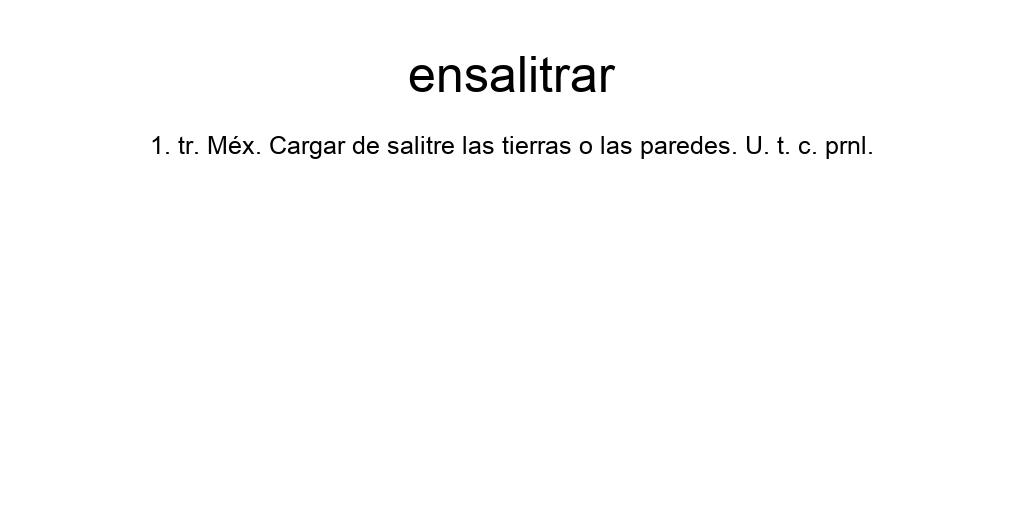 ensalitrar
1. tr. Méx. Cargar de salitre las tierras o las paredes. U. t. c. prnl.